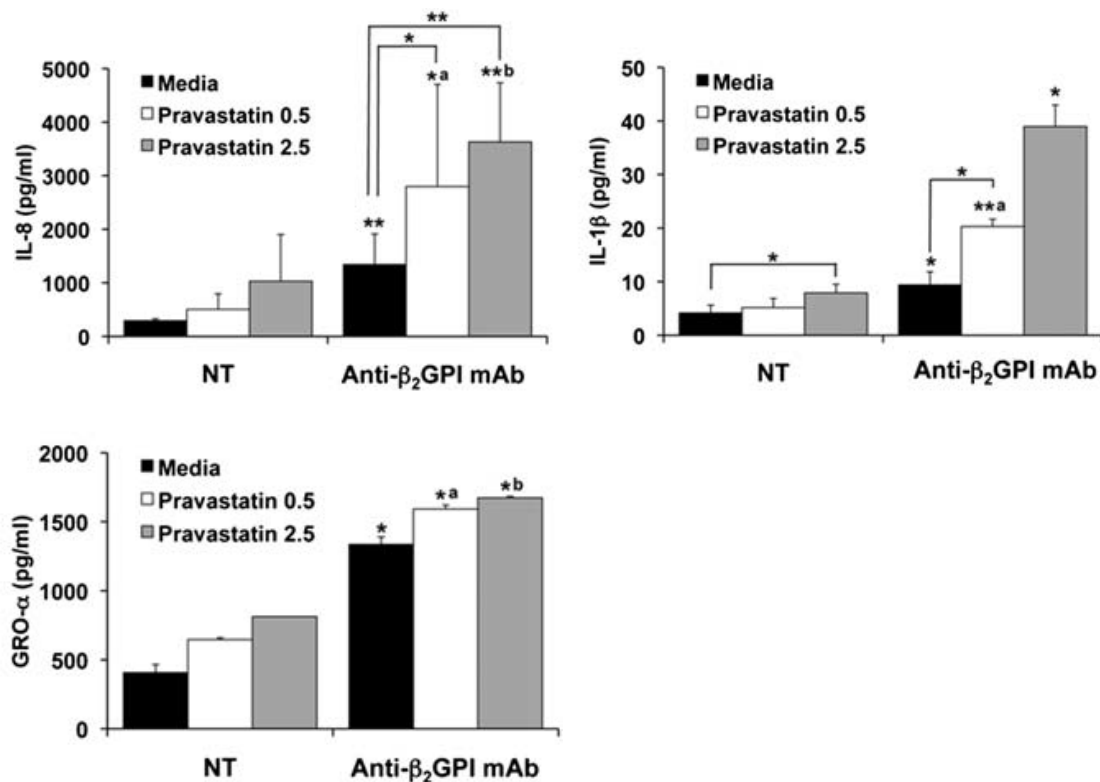 **
*
*a
**b
**
5000
4000
3000
2000
1000
0
IL-8 (pg/ml)
Media
Pravastatin 0.5
Pravastatin 2.5
NT
Anti-β₂GPI mAb
50
40
30
20
10
0
IL-1β (pg/ml)
Media
Pravastatin 0.5
Pravastatin 2.5
*
*
**a
*
*
NT
Anti-β₂GPI mAb
2000
1500
1000
500
0
GRO-α (pg/ml)
Media
Pravastatin 0.5
Pravastatin 2.5
*
*a
*b
NT
Anti-β₂GPI mAb